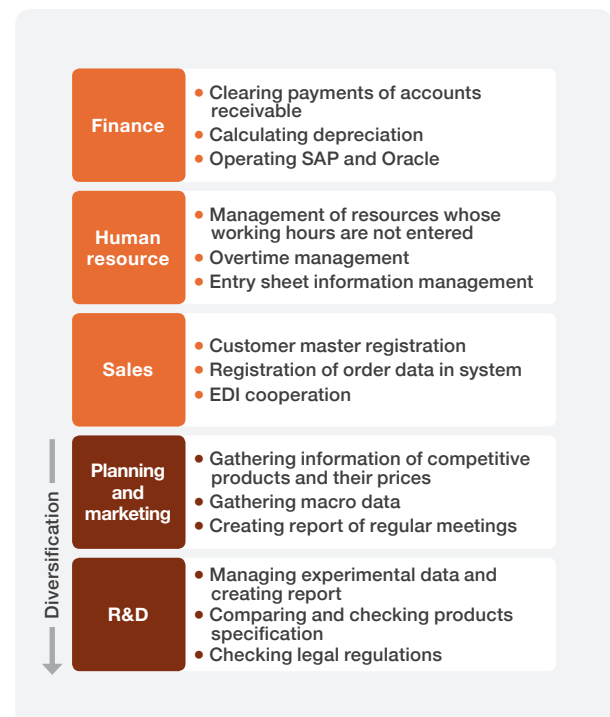 Finance
• Clearing payments of accounts
receivable
• Calculating depreciation
• Operating SAP and Oracle
Human
resource
• Management of resources whose
working hours are not entered
• Overtime management
• Entry sheet information management
Sales
• Customer master registration
• Registration of order data in system
• EDI cooperation
Diversification
Planning
and
marketing
• Gathering information of competitive
products and their prices
• Gathering macro data
• Creating report of regular meetings
R&D
• Managing experimental data and
creating report
• Comparing and checking products
specification
• Checking legal regulations